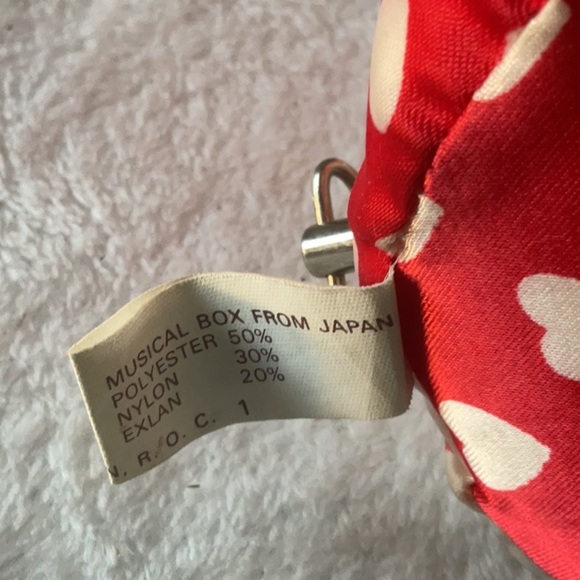 MUSICAL BOX FROM JAPAN
POLYESTER 50%
NYLON 30%
EXLAN 20%
R. O. C. 1